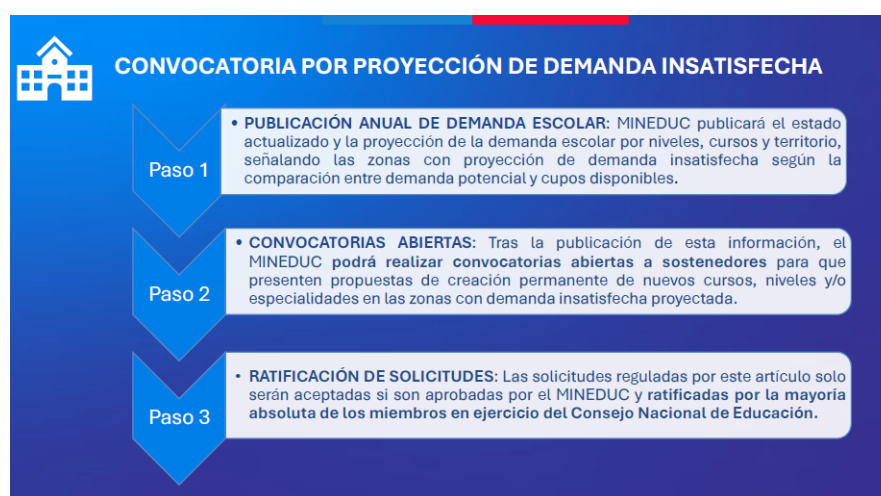 CONVOCATORIA POR PROYECCIÓN DE DEMANDA INSATISFECHA
Paso 1
• PUBLICACIÓN ANUAL DE DEMANDA ESCOLAR: MINEDUC publicará el estado
actualizado y la proyección de la demanda escolar por niveles, cursos y territorio,
señalando las zonas con proyección de demanda insatisfecha según la
comparación entre demanda potencial y cupos disponibles.
Paso 2
• CONVOCATORIAS ABIERTAS: Tras la publicación de esta información, el
MINEDUC podrá realizar convocatorias abiertas a sostenedores para que
presenten propuestas de creación permanente de nuevos cursos, niveles y/o
especialidades en las zonas con demanda insatisfecha proyectada.
Paso 3
• RATIFICACIÓN DE SOLICITUDES: Las solicitudes reguladas por este artículo solo
serán aceptadas si son aprobadas por el MINEDUC y ratificadas por la mayoría
absoluta de los miembros en ejercicio del Consejo Nacional de Educación.